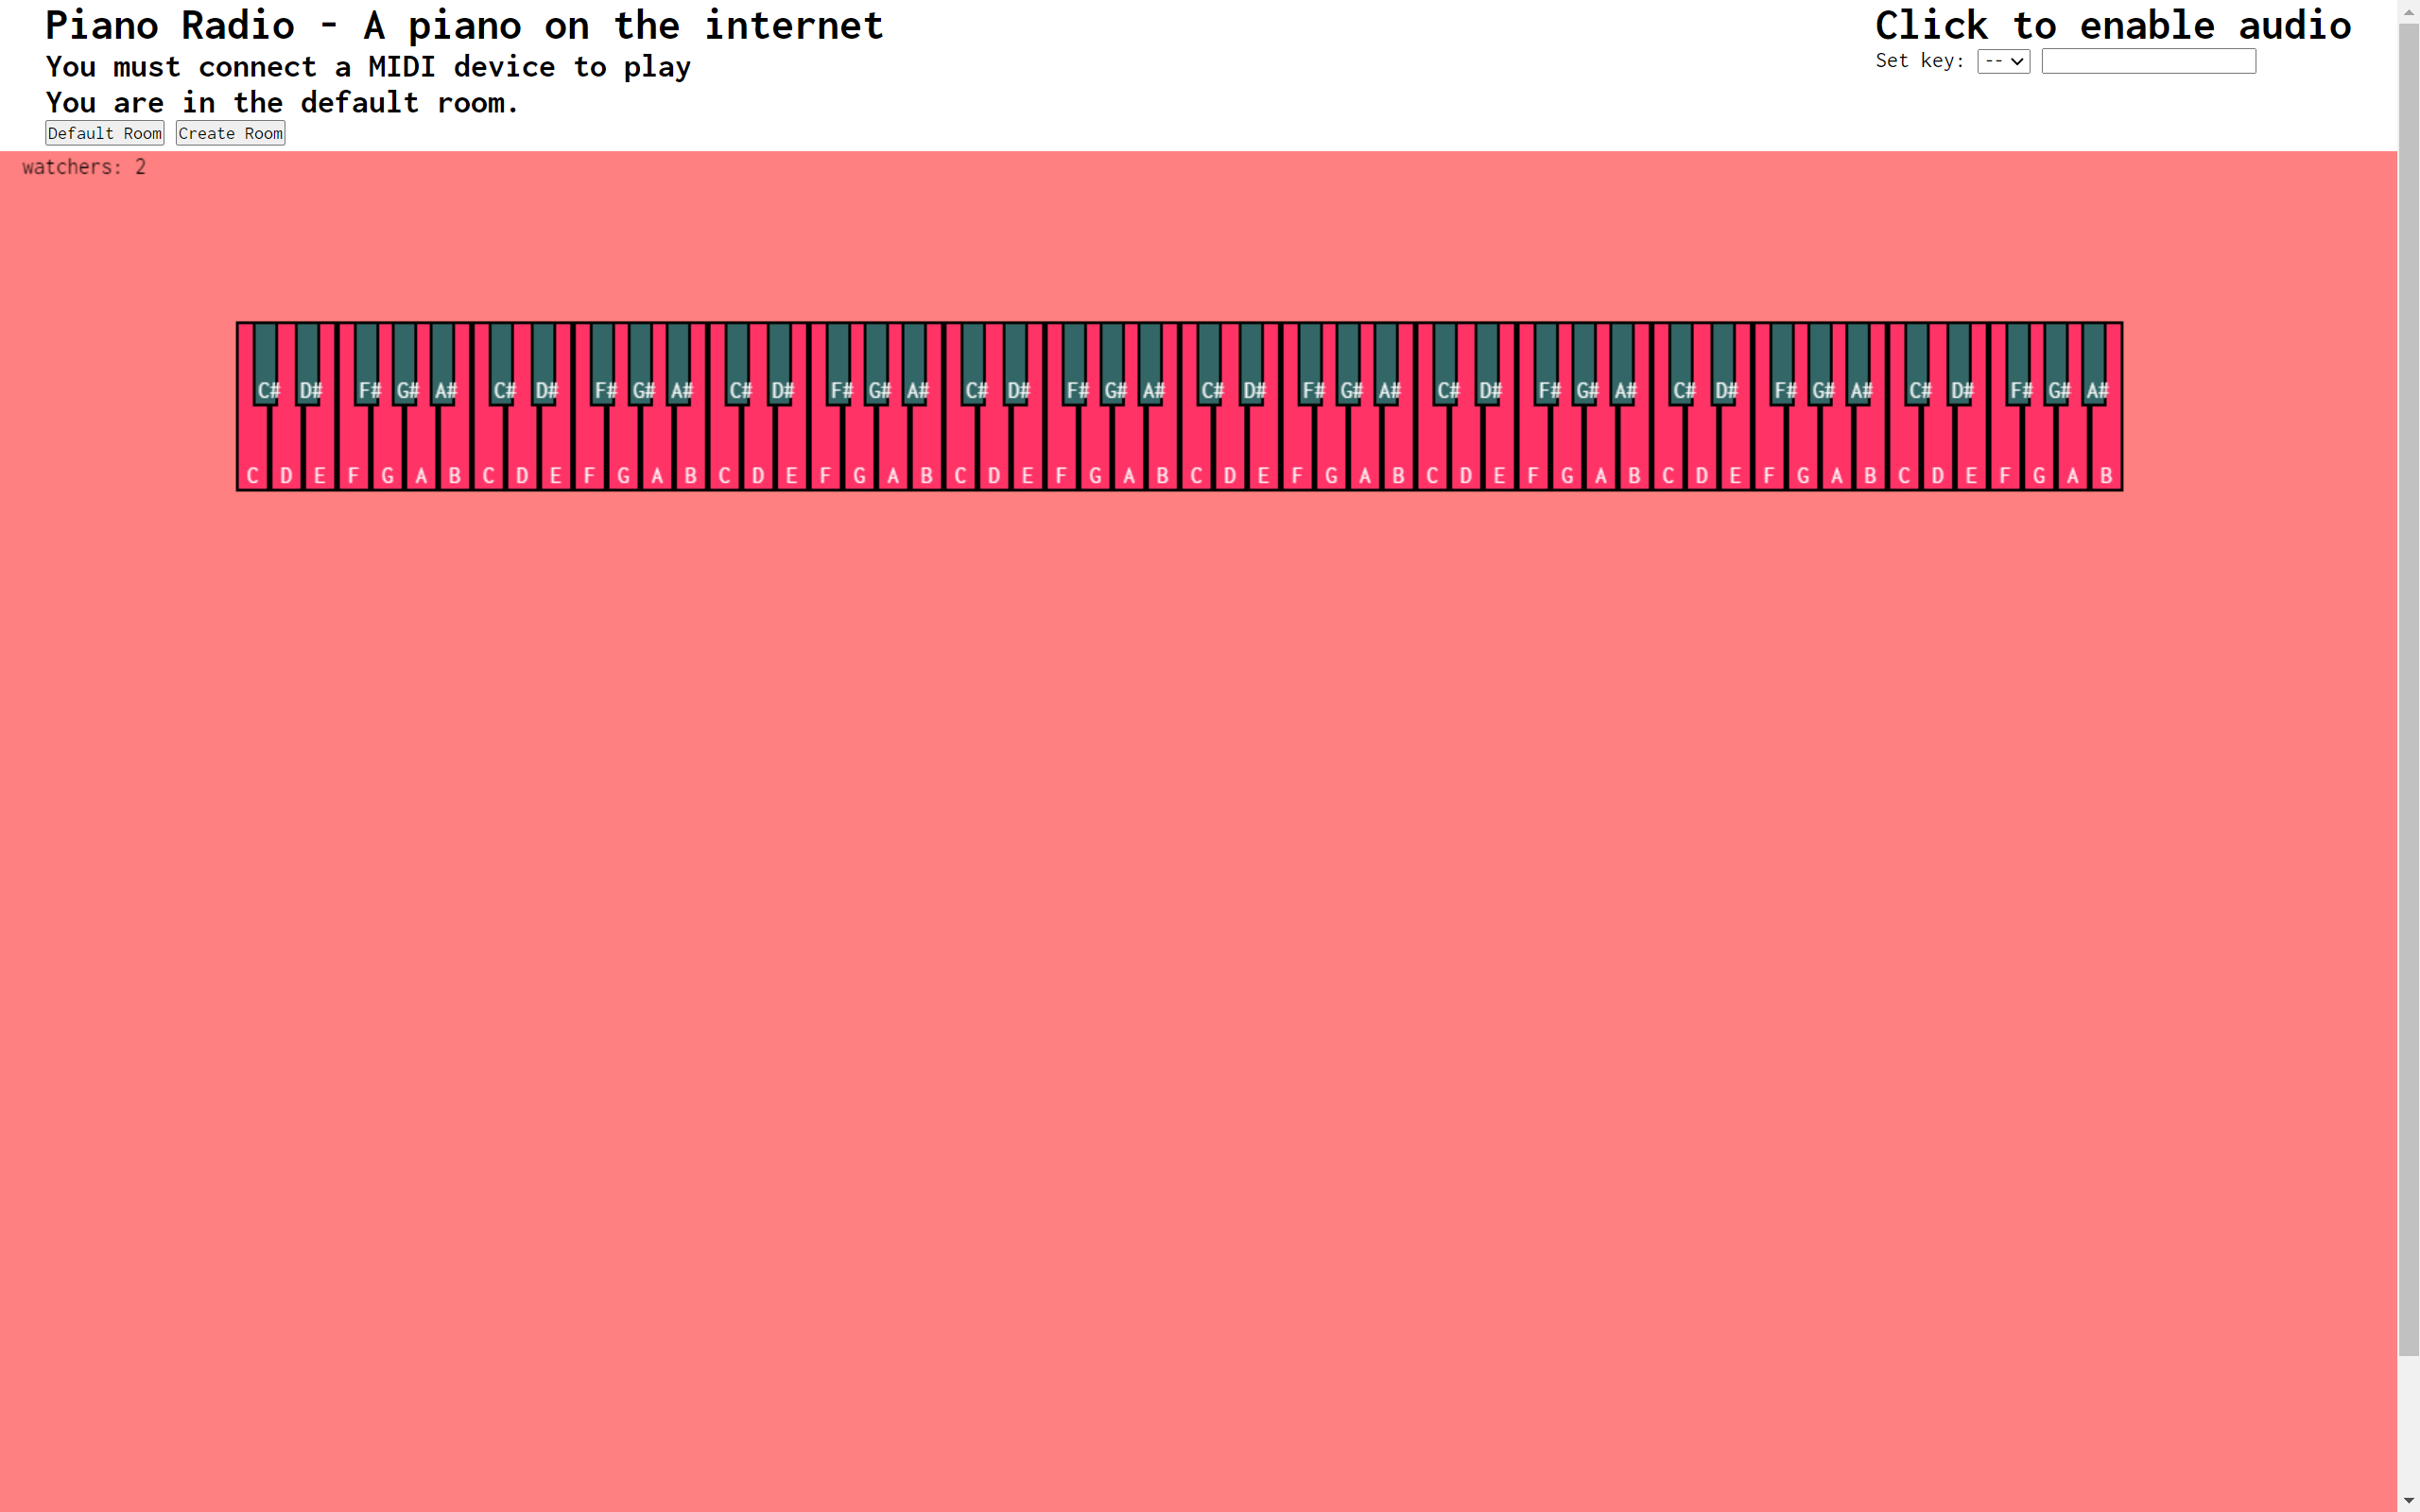 Piano Radio - A piano on the internet
You must connect a MIDI device to play
You are in the default room.
Default Room Create Room
Click to enable audio
Set key: --
watchers: 2
C# D# F# G# A# C# D# F# G# A# C# D# F# G# A# C# D# F# G# A# C# D# F# G# A# C# D# F# G# A# C# D# F# G# A# C# D# F# G# A#
C D E F G A B C D E F G A B C D E F G A B C D E F G A B C D E F G A B C D E F G A B C D E F G A B C D E F G A B